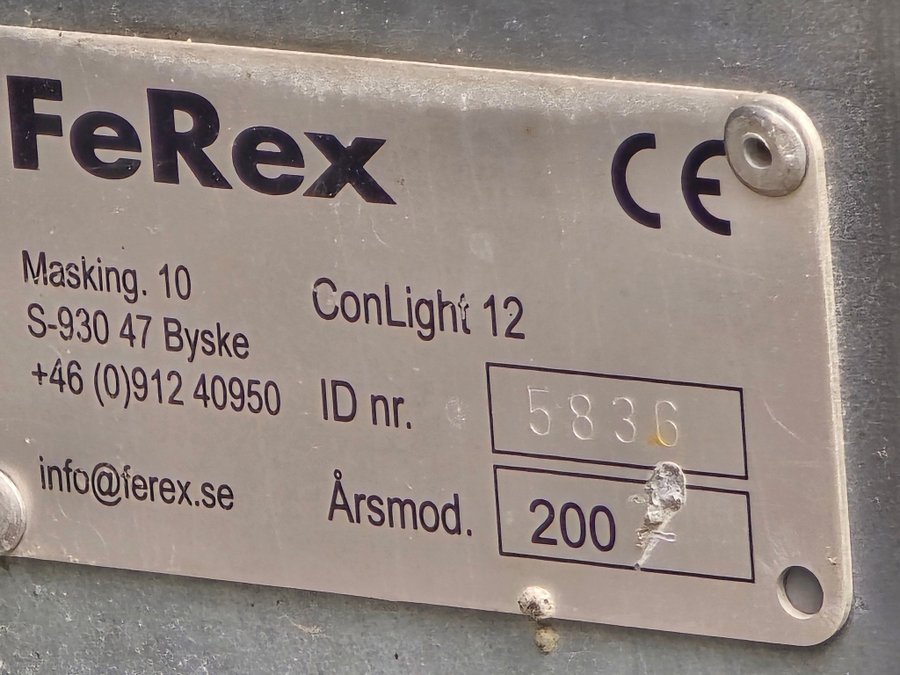 FeRex
CE
Masking. 10
S-930 47 Byske
+46 (0)912 40950
info@ferex.se
ConLight 12
ID nr. 5836
Årsmod. 200